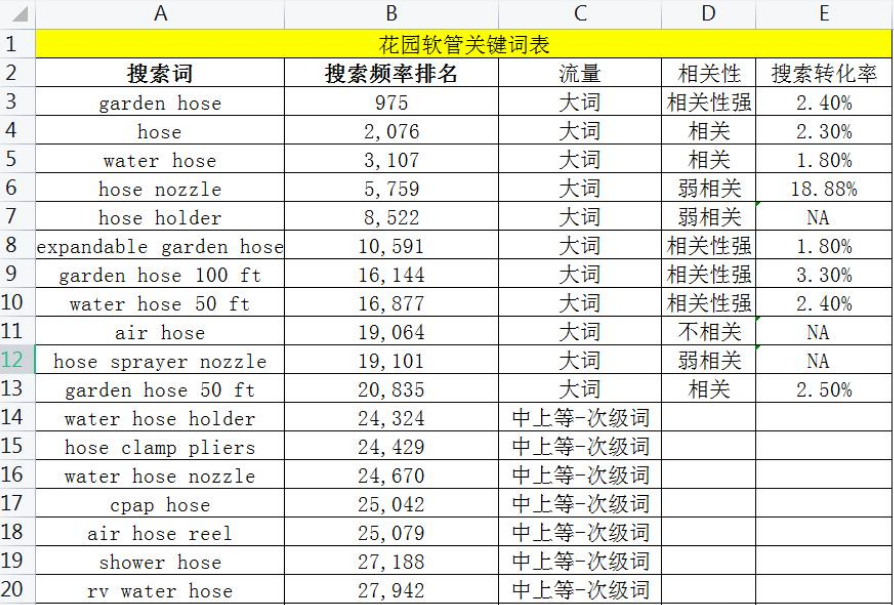 A B C D E
1 花园软管关键词表
2 搜索词 搜索频率排名 流量 相关性 搜索转化率
3 garden hose 975 大词 相关性强 2.40%
4 hose 2,076 大词 相关 2.30%
5 water hose 3,107 大词 相关 1.80%
6 hose nozzle 5,759 大词 弱相关 18.88%
7 hose holder 8,522 大词 弱相关 NA
8 expandable garden hose 10,591 大词 相关性强 1.80%
9 garden hose 100 ft 16,144 大词 相关性强 3.30%
10 water hose 50 ft 16,877 大词 相关性强 2.40%
11 air hose 19,064 大词 不相关 NA
12 hose sprayer nozzle 19,101 大词 弱相关 NA
13 garden hose 50 ft 20,835 大词 相关 2.50%
14 water hose holder 24,324 中上等-次级词
15 hose clamp pliers 24,429 中上等-次级词
16 water hose nozzle 24,670 中上等-次级词
17 cpap hose 25,042 中上等-次级词
18 air hose reel 25,079 中上等-次级词
19 shower hose 27,188 中上等-次级词
20 rv water hose 27,942 中上等-次级词